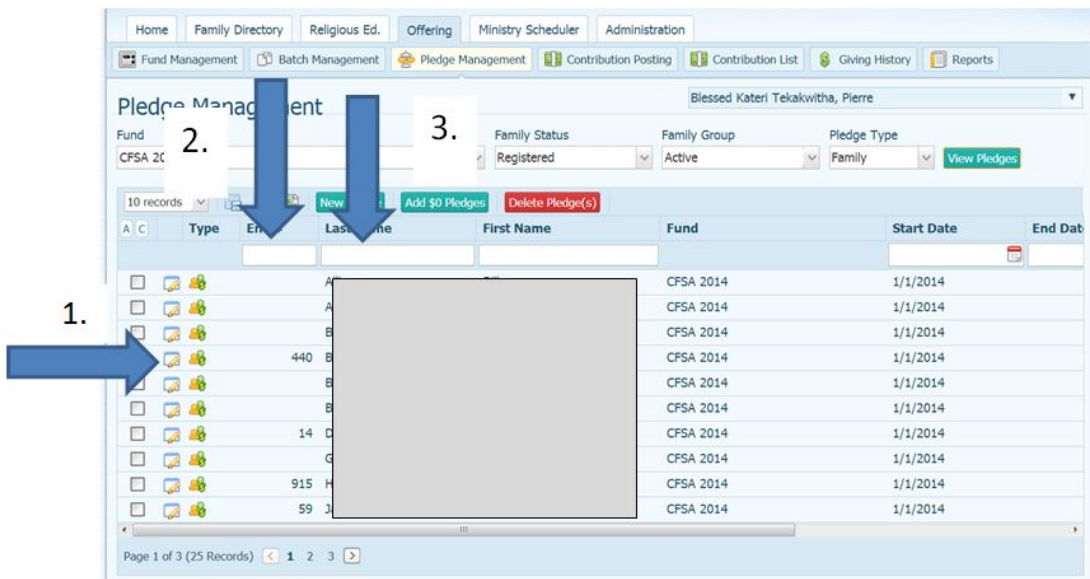 Home Family Directory Religious Ed. Offering Ministry Scheduler Administration
Fund Management Batch Management Pledge Management Contribution Posting Contribution List Giving History Reports
Pledge Management
Blessed Kateri Tekakwitha, Pierre
2.
3.
Fund Family Status Family Group Pledge Type
CFSA Registered Active Family View Pledges
10 records New Add $0 Pledges Delete Pledge(s)
A C Type First Name Fund Start Date End Dat
CFSA 2014 1/1/2014
CFSA 2014 1/1/2014
1.
CFSA 2014 1/1/2014
440 CFSA 2014 1/1/2014
CFSA 2014 1/1/2014
CFSA 2014 1/1/2014
14 CFSA 2014 1/1/2014
CFSA 2014 1/1/2014
915 CFSA 2014 1/1/2014
59 CFSA 2014 1/1/2014
Page 1 of 3 (25 Records) < 1 2 3 >